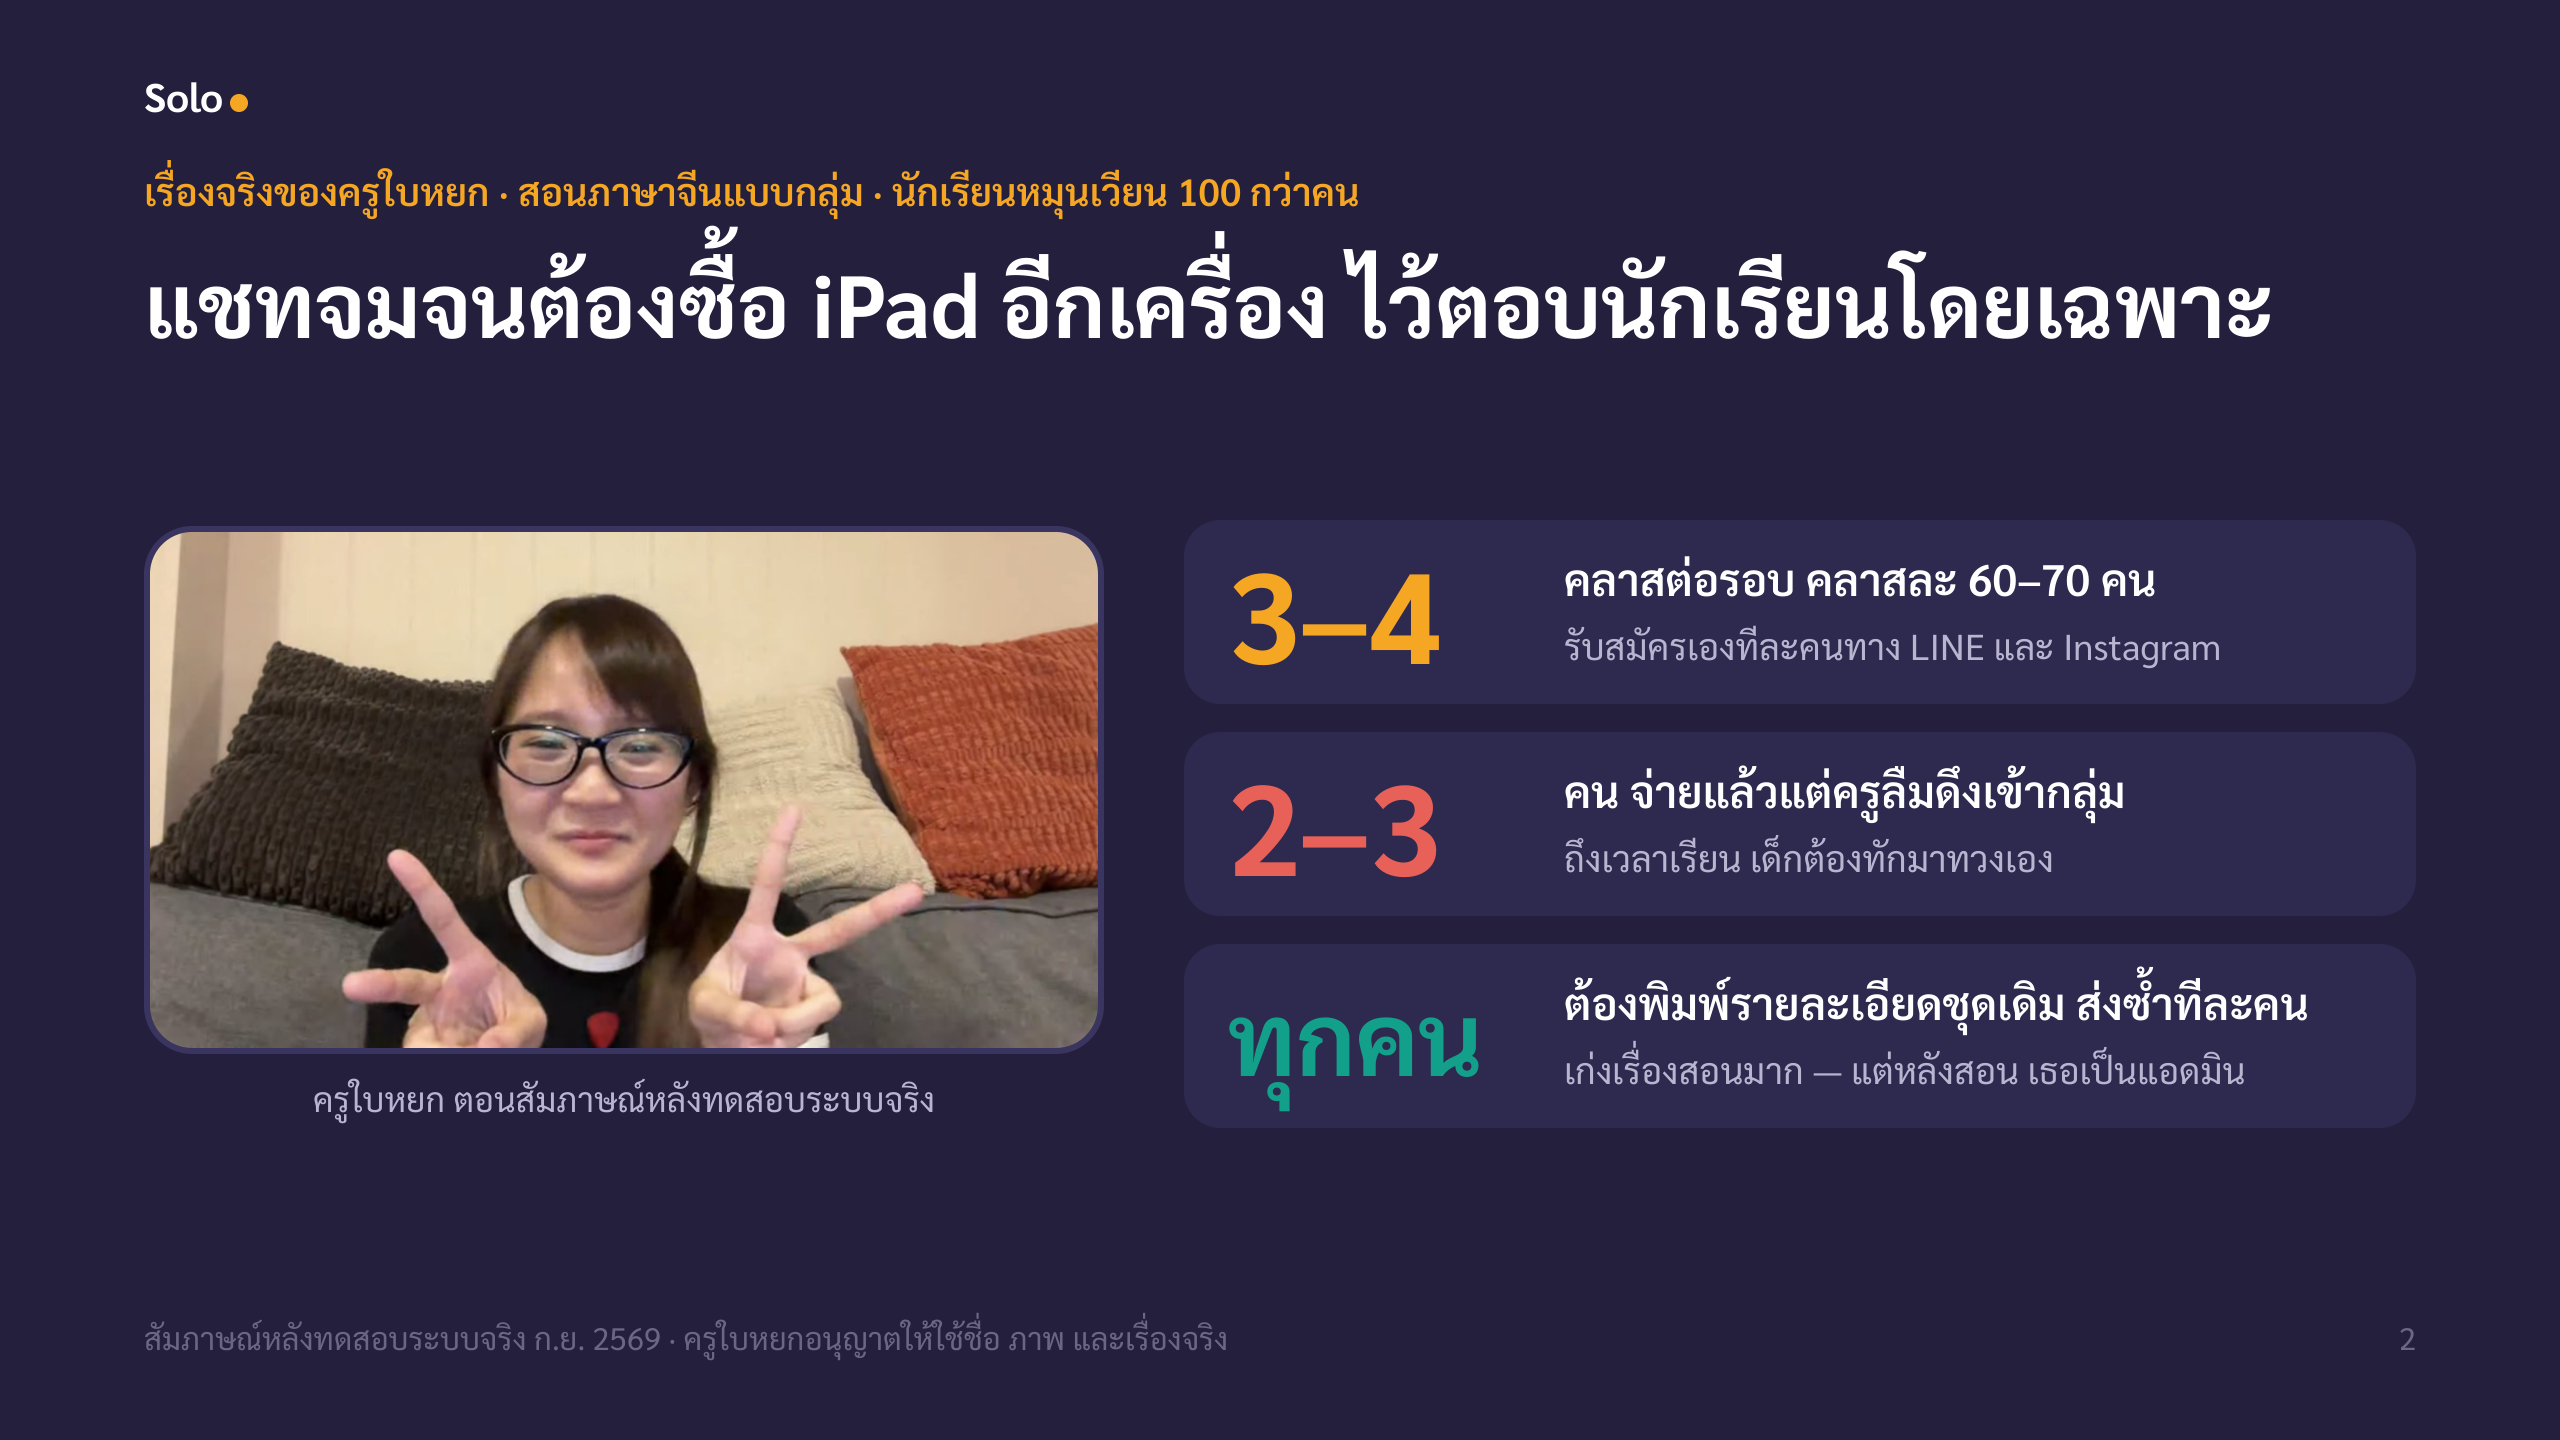 Solo
เรื่องจริงของครูใบหยก · สอนภาษาจีนแบบกลุ่ม · นักเรียนหมุนเวียน 100 กว่าคน
แชทจมจนต้องซื้อ iPad อีกเครื่อง ไว้ตอบนักเรียนโดยเฉพาะ
3–4
คลาสต่อรอบ คลาสละ 60–70 คน
รับสมัครเองทีละคนทาง LINE และ Instagram
2–3
คน จ่ายแล้วแต่ครูลืมดึงเข้ากลุ่ม
ถึงเวลาเรียน เด็กต้องทักมาทวงเอง
ทุกคน
ต้องพิมพ์รายละเอียดชุดเดิม ส่งซ้ำทีละคน
เก่งเรื่องสอนมาก — แต่หลังสอน เธอเป็นแอดมิน
ครูใบหยก ตอนสัมภาษณ์หลังทดสอบระบบจริง
สัมภาษณ์หลังทดสอบระบบจริง ก.ย. 2569 · ครูใบหยกอนุญาตให้ใช้ชื่อ ภาพ และเรื่องจริง
2